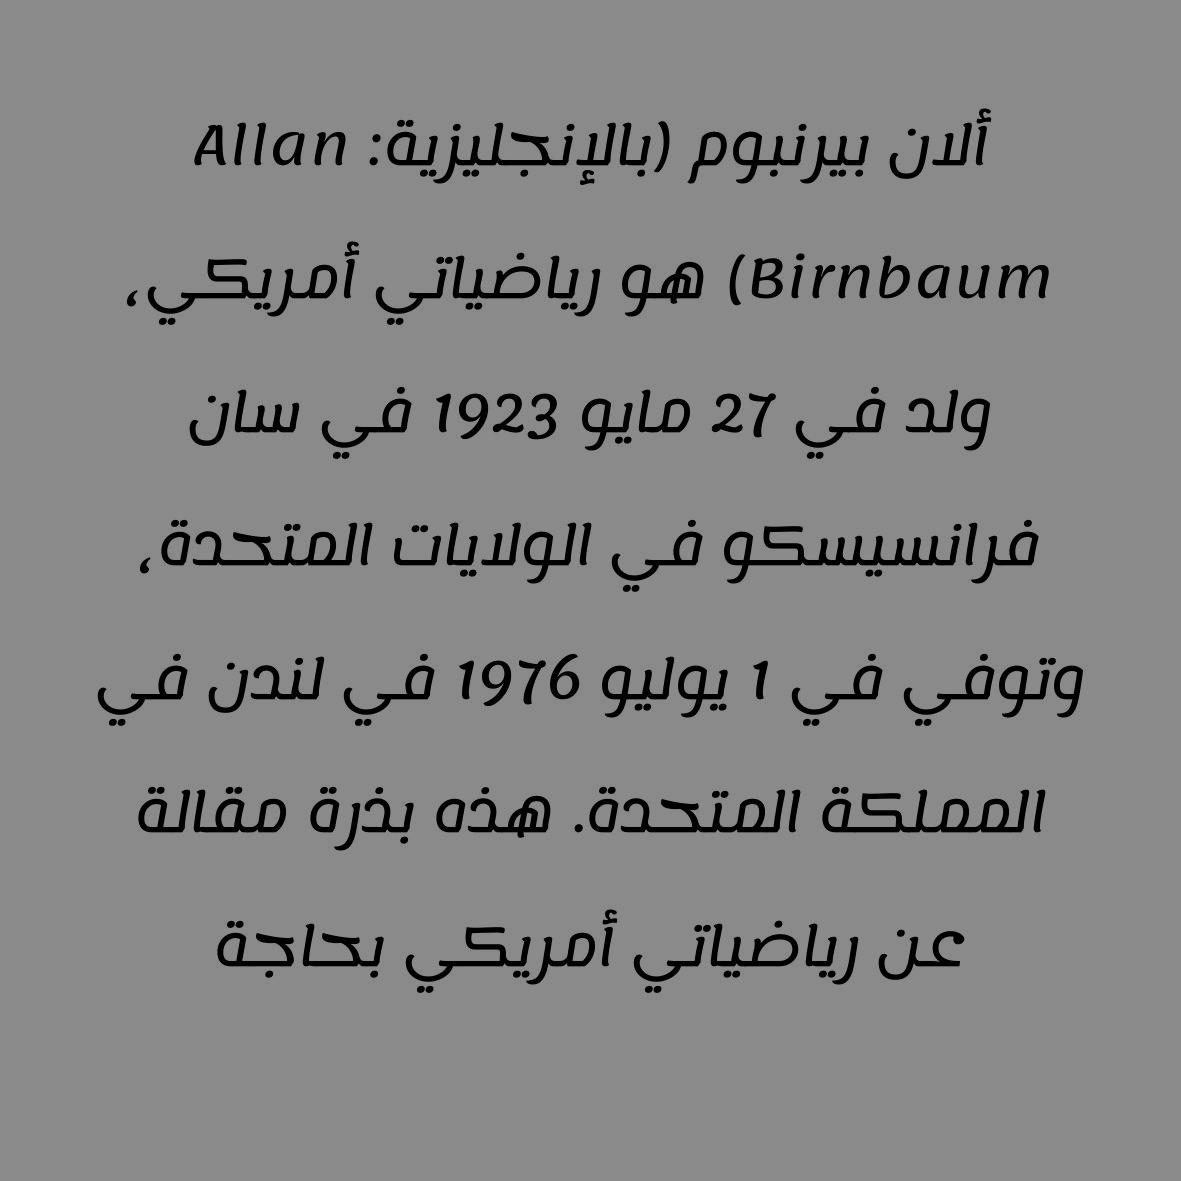 ألان بيرنبوم (بالإنجليزية: Allan
Birnbaum) هو رياضياتي أمريكي،
ولد في 27 مايو 1923 في سان
فرانسيسكو في الولايات المتحدة،
وتوفي في 1 يوليو 1976 في لندن في
المملكة المتحدة. هذه بذرة مقالة
عن رياضياتي أمريكي بحاجة